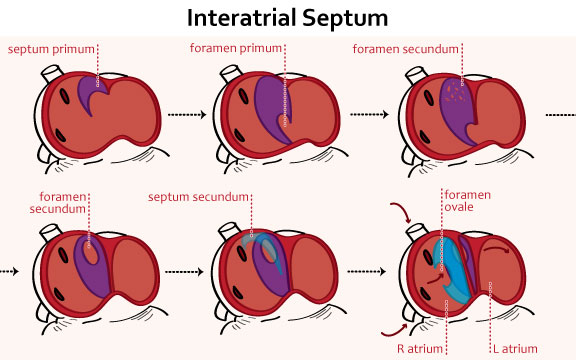 Interatrial Septum
septum primum
foramen primum
foramen secundum
foramen
secundum
septum secundum
foramen
ovale
R atrium
L atrium